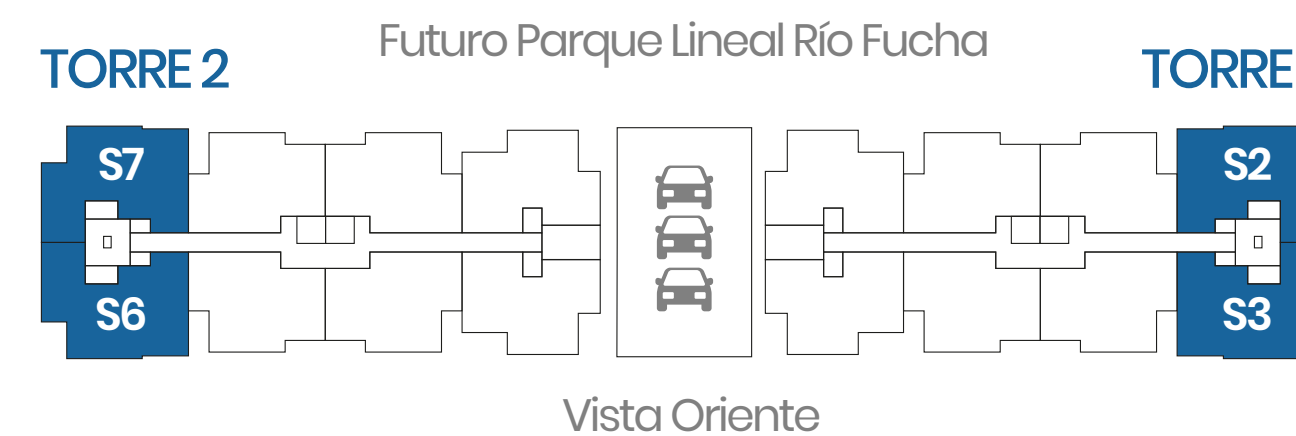 Futuro Parque Lineal Río Fucha
TORRE 2
TORRE
S7
S2
S6
S3
Vista Oriente